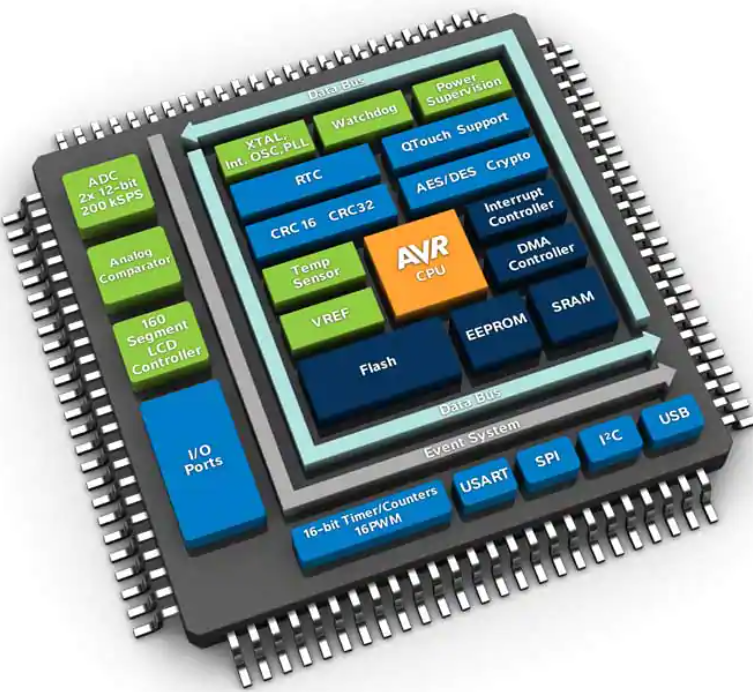 Data Bus
Power
Supervision
Watchdog
XTAL,
Int. OSC,PLL
QTouch Support
RTC
AES/DES Crypto
CRC 16 CRC32
Interrupt
Controller
AVR
CPU
DMA
Controller
Temp
Sensor
VREF
SRAM
EEPROM
Flash
Data Bus
Event System
ADC
2x 12-bit
200 kSPS
Analog
Comparator
160
Segment
LCD
Controller
I/O
Ports
16-bit Timer/Counters
16PWM
USART
SPI
I²C
USB